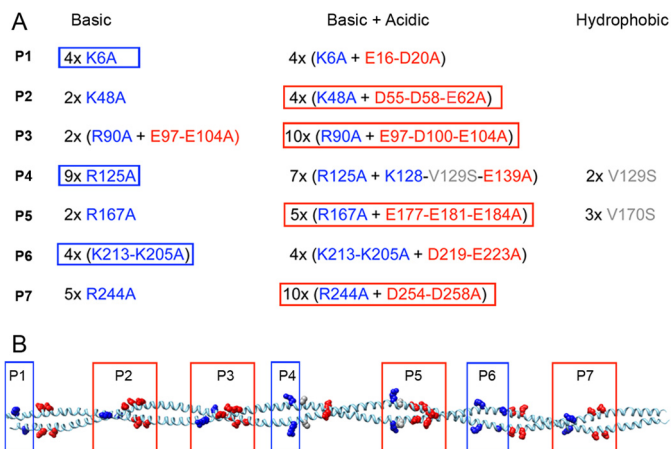 A Basic Basic + Acidic Hydrophobic
P1 4x K6A 4x (K6A + E16-D20A)
P2 2x K48A 4x (K48A + D55-D58-E62A)
P3 2x (R90A + E97-E104A) 10x (R90A + E97-D100-E104A)
P4 9x R125A 7x (R125A + K128-V129S-E139A) 2x V129S
P5 2x R167A 5x (R167A + E177-E181-E184A) 3x V170S
P6 4x (K213-K205A) 4x (K213-K205A + D219-E223A)
P7 5x R244A 10x (R244A + D254-D258A)
B
P1 P2 P3 P4 P5 P6 P7